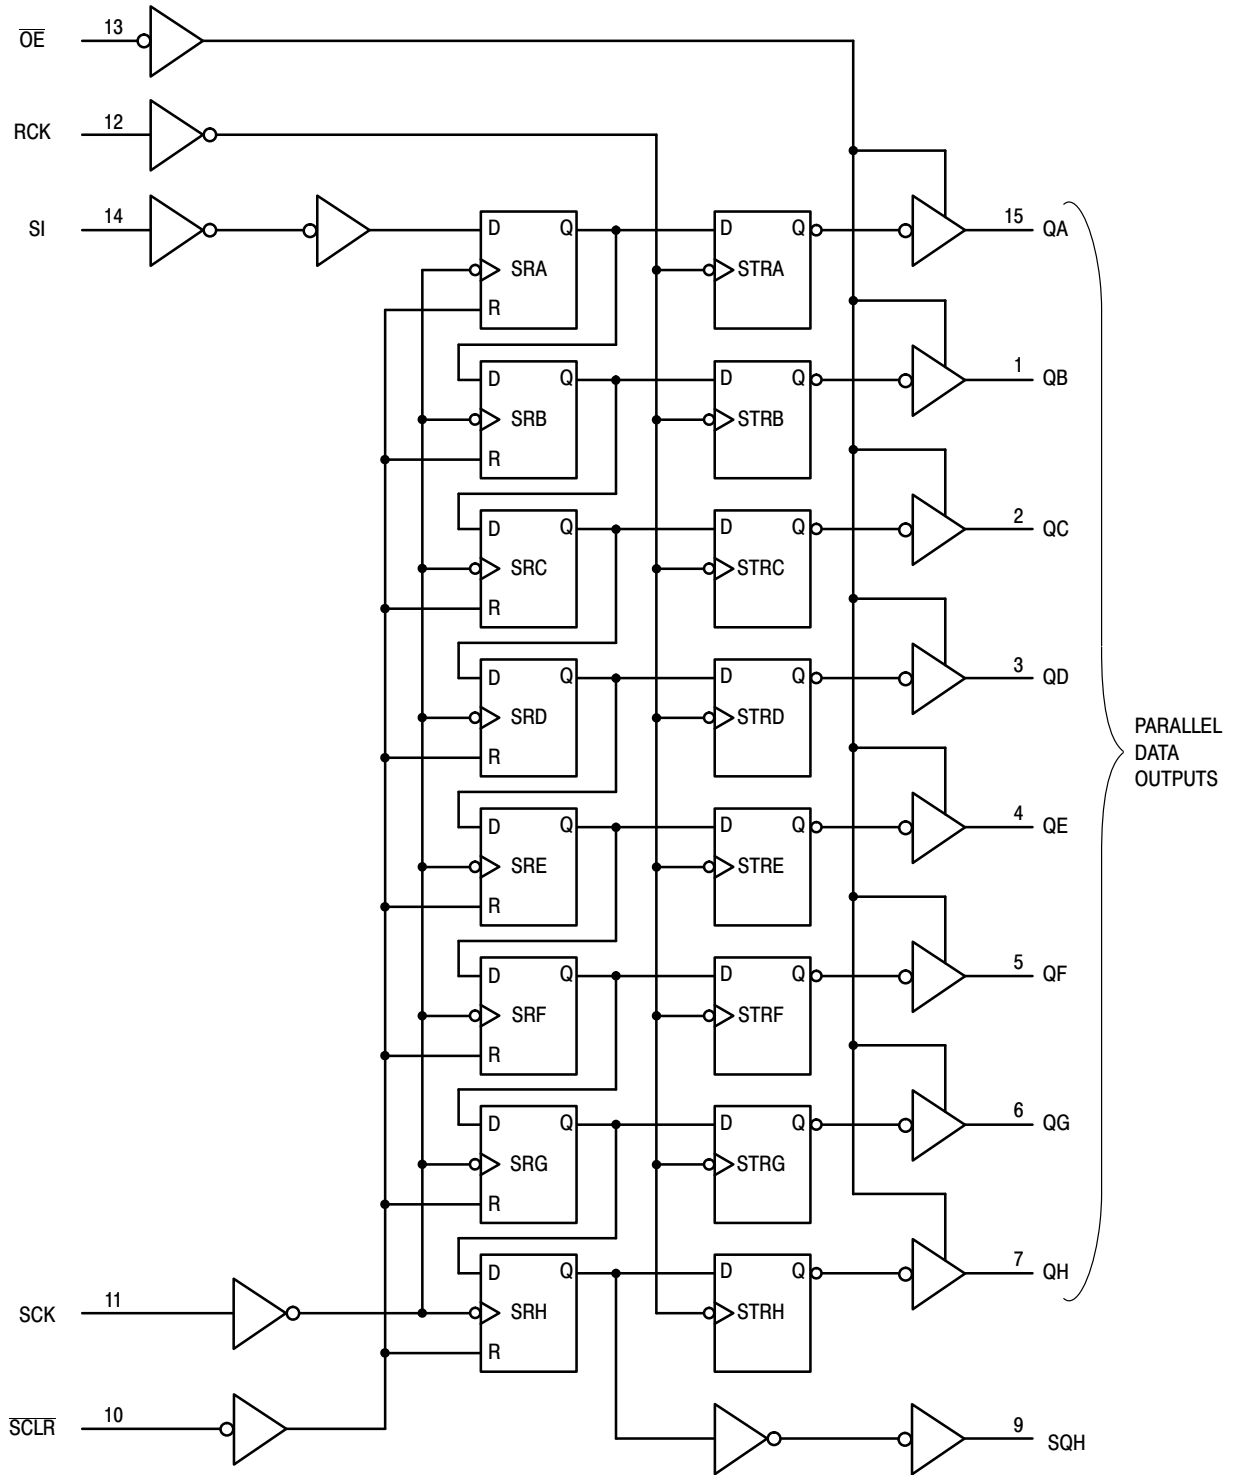 OE 13
RCK 12
SI 14
D Q
SRA
R
D Q
STRA
15 QA
D Q
SRB
R
D Q
STRB
1 QB
D Q
SRC
R
D Q
STRC
2 QC
D Q
SRD
R
D Q
STRD
3 QD
D Q
SRE
R
D Q
STRE
4 QE
D Q
SRF
R
D Q
STRF
5 QF
D Q
SRG
R
D Q
STRG
6 QG
D Q
SRH
R
D Q
STRH
7 QH
PARALLEL
DATA
OUTPUTS
SCK 11
SCLR 10
9 SQH